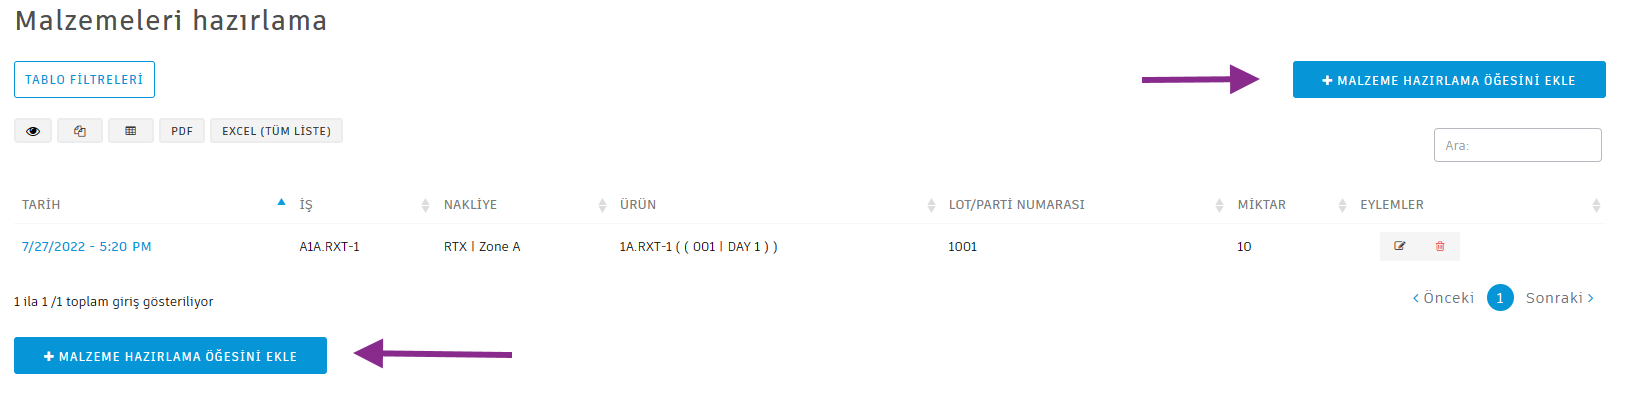 Malzemeleri hazırlama
TABLO FİLTRELERİ
MALZEME HAZIRLAMA ÖĞESİNİ EKLE
PDF EXCEL (TÜM LİSTE)
Ara:
TARİH İŞ NAKLİYE ÜRÜN LOT/PARTİ NUMARASI MİKTAR EYLEMLER
7/27/2022 - 5:20 PM A1A.RXT-1 RTX | Zone A 1A.RXT-1 ( ( 001 | DAY 1 ) ) 1001 10
1 ila 1 /1 toplam giriş gösteriliyor
Önceki 1 Sonraki
MALZEME HAZIRLAMA ÖĞESİNİ EKLE